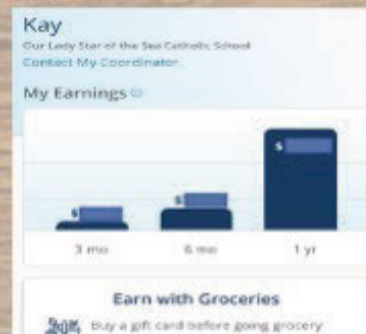 Kay
Our Lady Star of the Sea Catholic School
Contact My Coordinator
My Earnings
$
$
$
3 mo
6 mo
1 yr
Earn with Groceries
Buy a gift card before going grocery